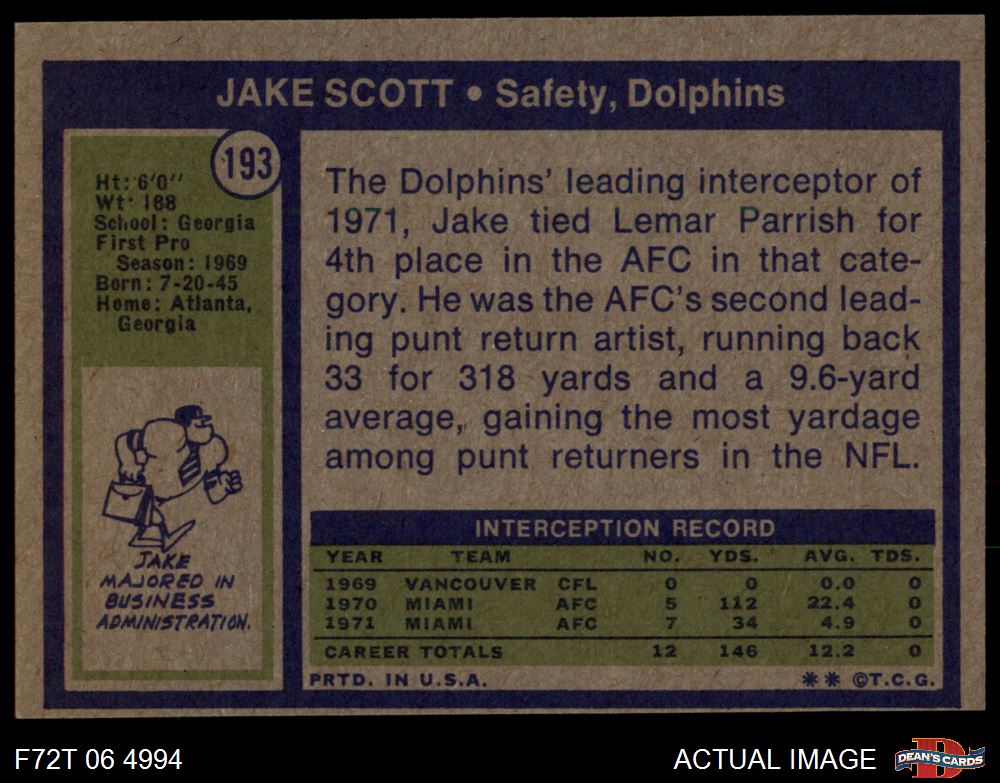 JAKE SCOTT • Safety, Dolphins
193
Ht: 6'0"
Wt: 188
School: Georgia
First Pro
Season: 1969
Born: 7-20-45
Home: Atlanta,
Georgia
JAKE
MAJORED IN
BUSINESS
ADMINISTRATION.
The Dolphins' leading interceptor of
1971, Jake tied Lemar Parrish for
4th place in the AFC in that cate-
gory. He was the AFC's second lead-
ing punt return artist, running back
33 for 318 yards and a 9.6-yard
average, gaining the most yardage
among punt returners in the NFL.
INTERCEPTION RECORD
YEAR TEAM NO. YDS. AVG. TDS.
1969 VANCOUVER CFL 0 0 0.0 0
1970 MIAMI AFC 5 112 22.4 0
1971 MIAMI AFC 7 34 4.9 0
CAREER TOTALS 12 146 12.2 0
PRTD. IN U.S.A. ** ©T.C.G.
F72T 06 4994 ACTUAL IMAGE D DEAN'S CARDS